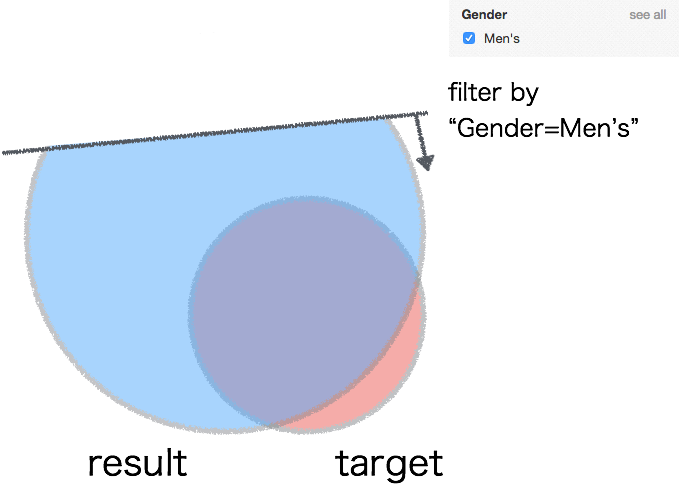 Gender see all
Men's
filter by
“Gender=Men’s”
result target